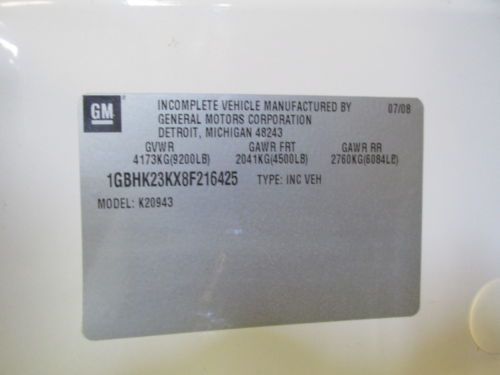 GM
INCOMPLETE VEHICLE MANUFACTURED BY 07/08
GENERAL MOTORS CORPORATION
DETROIT, MICHIGAN 48243
GVWR GAWR FRT GAWR RR
4173KG(9200LB) 2041KG(4500LB) 2760KG(6084LB)
1GBHK23KX8F216425 TYPE: INC VEH
MODEL: K20943